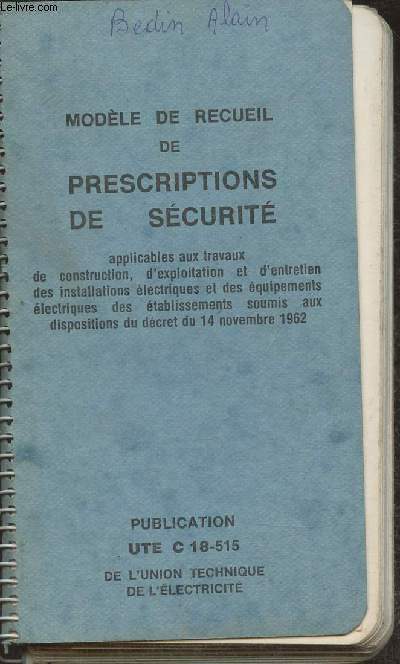 Le-livre.com
Bedin Alain
MODÈLE DE RECUEIL
DE
PRESCRIPTIONS
DE SÉCURITÉ
applicables aux travaux
de construction, d'exploitation et d'entretien
des installations électriques et des équipements
électriques des établissements soumis aux
dispositions du décret du 14 novembre 1962
PUBLICATION
UTE C 18-515
DE L'UNION TECHNIQUE
DE L'ÉLECTRICITÉ